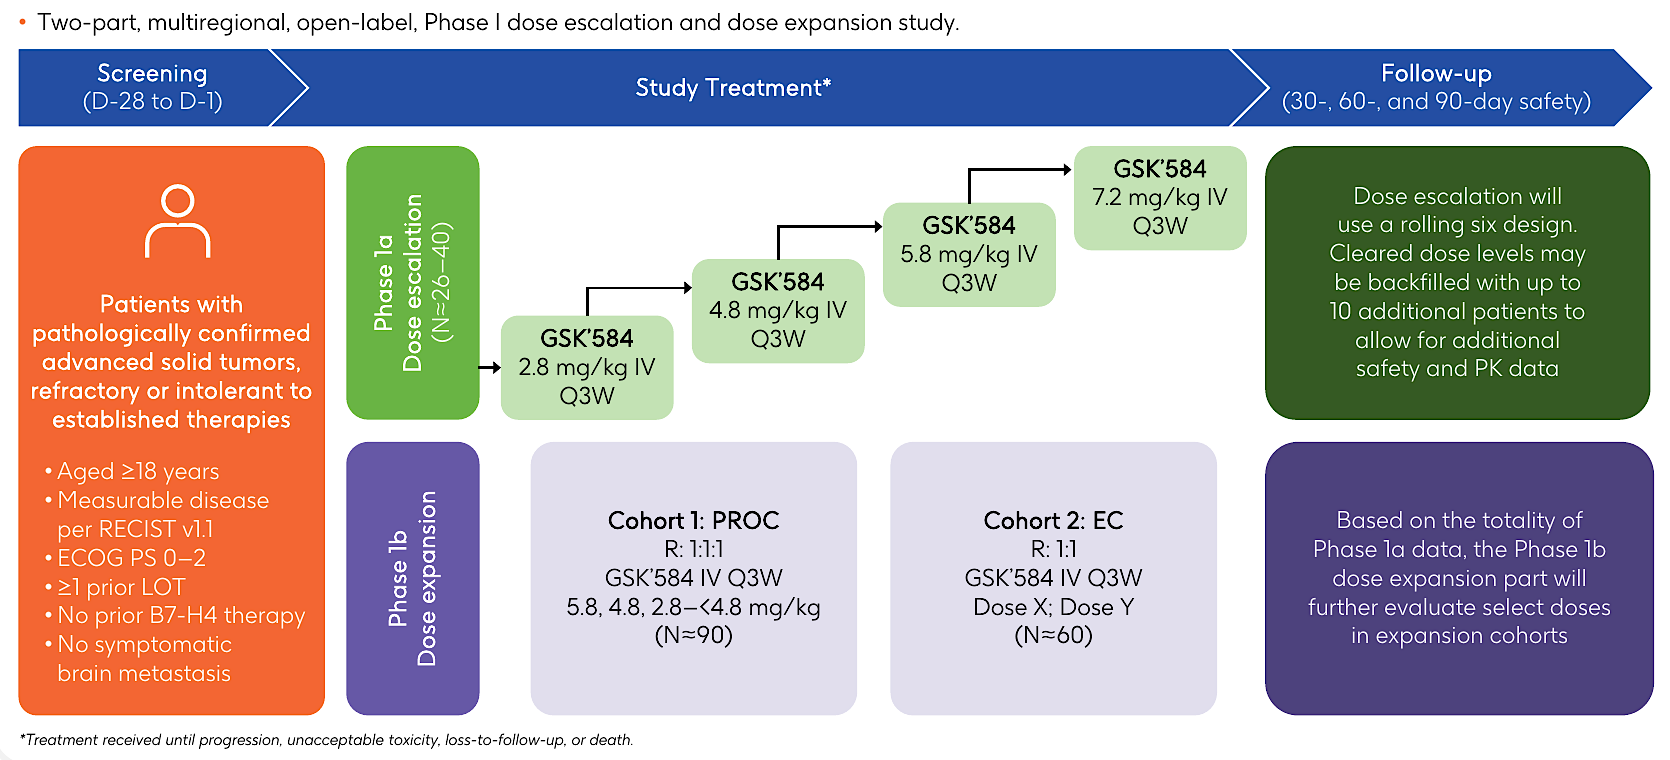 • Two-part, multiregional, open-label, Phase I dose escalation and dose expansion study.
Screening
(D-28 to D-1)
Study Treatment*
Follow-up
(30-, 60-, and 90-day safety)
Patients with
pathologically confirmed
advanced solid tumors,
refractory or intolerant to
established therapies
• Aged ≥18 years
• Measurable disease
per RECIST v1.1
• ECOG PS 0–2
• ≥1 prior LOT
• No prior B7-H4 therapy
• No symptomatic
brain metastasis
Phase 1a
Dose escalation
(N≈26–40)
GSK'584
2.8 mg/kg IV
Q3W
GSK'584
4.8 mg/kg IV
Q3W
GSK'584
5.8 mg/kg IV
Q3W
GSK'584
7.2 mg/kg IV
Q3W
Dose escalation will
use a rolling six design.
Cleared dose levels may
be backfilled with up to
10 additional patients to
allow for additional
safety and PK data
Phase 1b
Dose expansion
Cohort 1: PROC
R: 1:1:1
GSK'584 IV Q3W
5.8, 4.8, 2.8–<4.8 mg/kg
(N≈90)
Cohort 2: EC
R: 1:1
GSK'584 IV Q3W
Dose X; Dose Y
(N≈60)
Based on the totality of
Phase 1a data, the Phase 1b
dose expansion part will
further evaluate select doses
in expansion cohorts
*Treatment received until progression, unacceptable toxicity, loss-to-follow-up, or death.